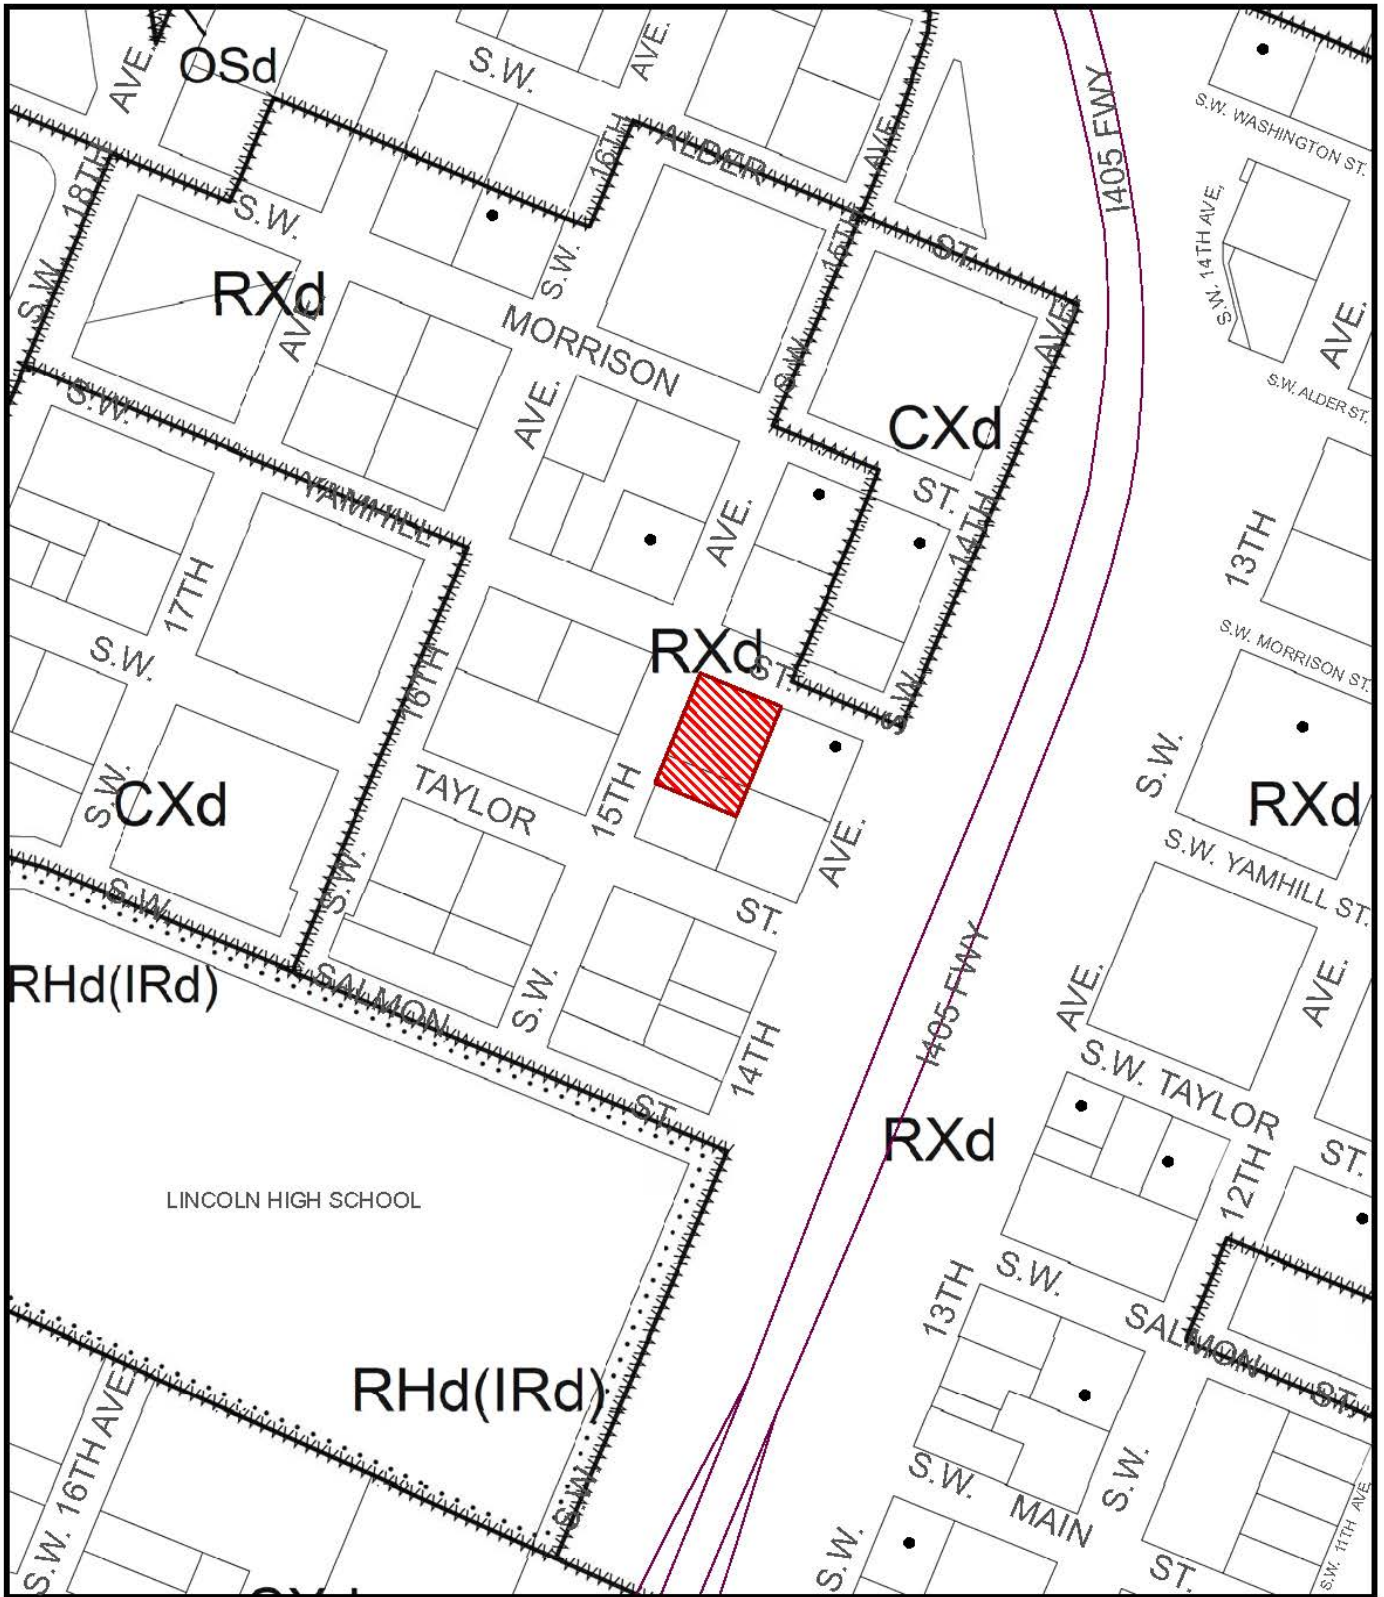 OSd
AVE.
S.W.
AVE.
I405 FWY
S.W. WASHINGTON ST.
18TH
S.W.
S.W.
16TH
ALDER
AVE.
15TH
ST.
S.W. 14TH AVE.
RXd
AVE.
S.W.
MORRISON
S.W.
AVE.
CXd
AVE.
S.W. ALDER ST.
S.W.
YAMHILL
AVE.
AVE.
ST.
14TH
13TH
17TH
S.W.
16TH
RXd
ST.
S.W.
S.W. MORRISON ST.
S.W.
CXd
S.W.
TAYLOR
15TH
AVE.
S.W.
RXd
S.W. YAMHILL ST.
S.W.
S.W.
ST.
I405 FWY
AVE.
AVE.
RHd(IRd)
SALMON
S.W.
14TH
S.W. TAYLOR
ST.
ST.
RXd
12TH
LINCOLN HIGH SCHOOL
13TH
S.W.
SALMON
ST.
RHd(IRd)
S.W. 16TH AVE.
S.W.
S.W.
MAIN
S.W.
S.W.
ST.
S.W. 11TH AVE